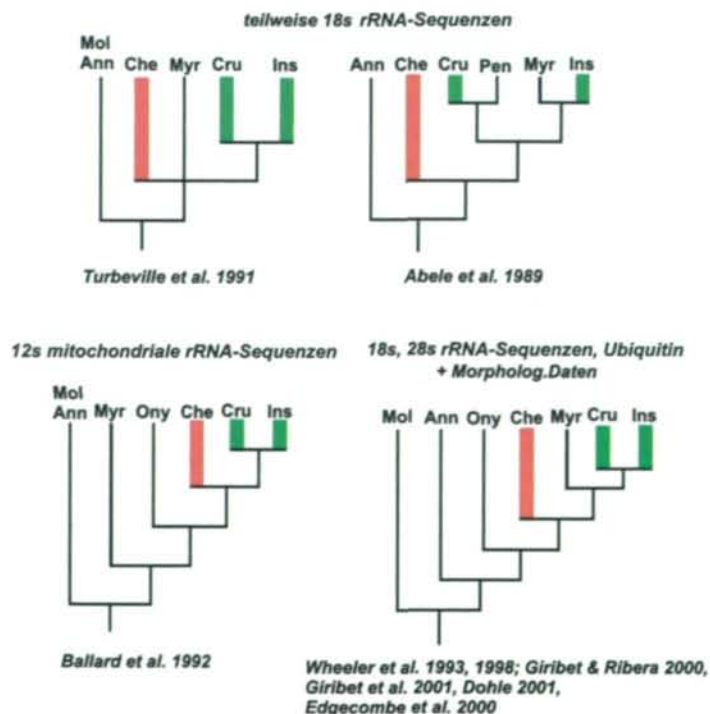 teilweise 18s rRNA-Sequenzen
Mol
Ann Che Myr Cru Ins
Ann Che Cru Pen Myr Ins
Turbeville et al. 1991
Abele et al. 1989
12s mitochondriale rRNA-Sequenzen
18s, 28s rRNA-Sequenzen, Ubiquitin
+ Morpholog.Daten
Mol
Ann Myr Ony Che Cru Ins
Mol Ann Ony Che Myr Cru Ins
Ballard et al. 1992
Wheeler et al. 1993, 1998; Giribet & Ribera 2000,
Giribet et al. 2001, Dohle 2001,
Edgecombe et al. 2000